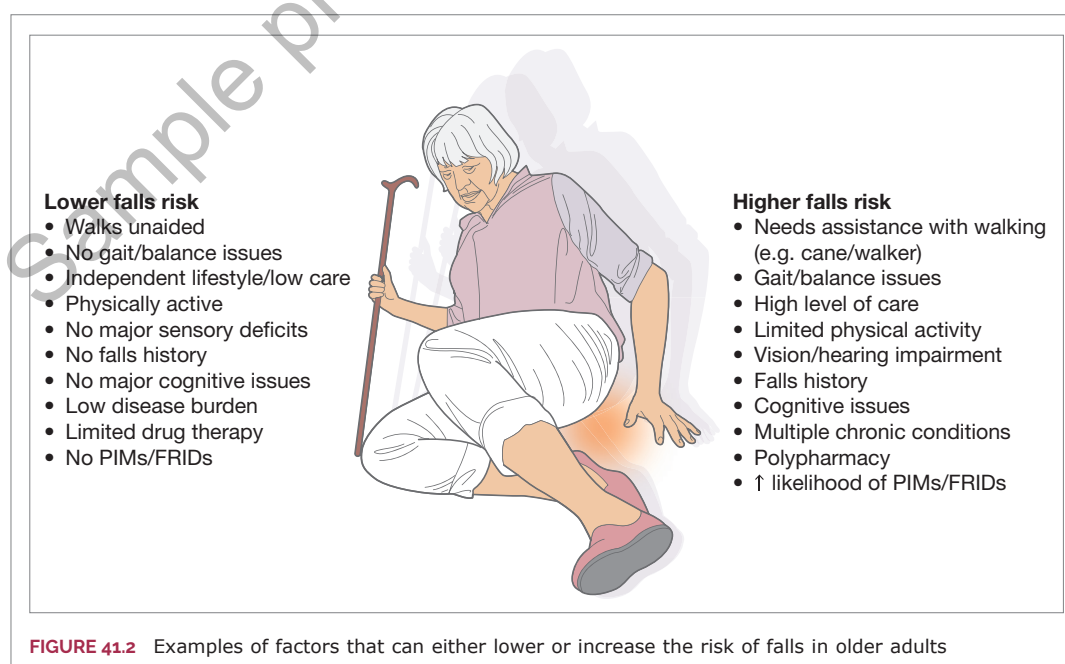 Sample p
Lower falls risk
• Walks unaided
• No gait/balance issues
• Independent lifestyle/low care
• Physically active
• No major sensory deficits
• No falls history
• No major cognitive issues
• Low disease burden
• Limited drug therapy
• No PIMs/FRIDs
Higher falls risk
• Needs assistance with walking
(e.g. cane/walker)
• Gait/balance issues
• High level of care
• Limited physical activity
• Vision/hearing impairment
• Falls history
• Cognitive issues
• Multiple chronic conditions
• Polypharmacy
• ↑ likelihood of PIMs/FRIDs
FIGURE 41.2 Examples of factors that can either lower or increase the risk of falls in older adults